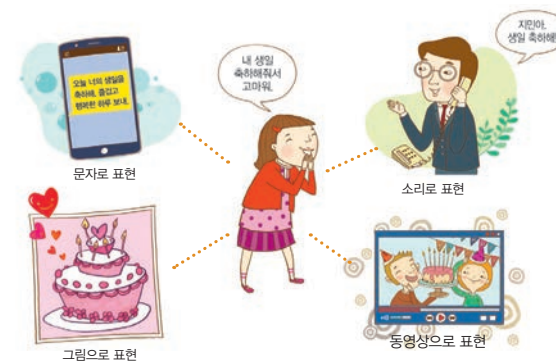 오늘 너의 생일을
축하해. 즐겁고
행복한 하루 보내.
문자로 표현
내 생일
축하해줘서
고마워.
지민아.
생일 축하해!
소리로 표현
그림으로 표현
동영상으로 표현